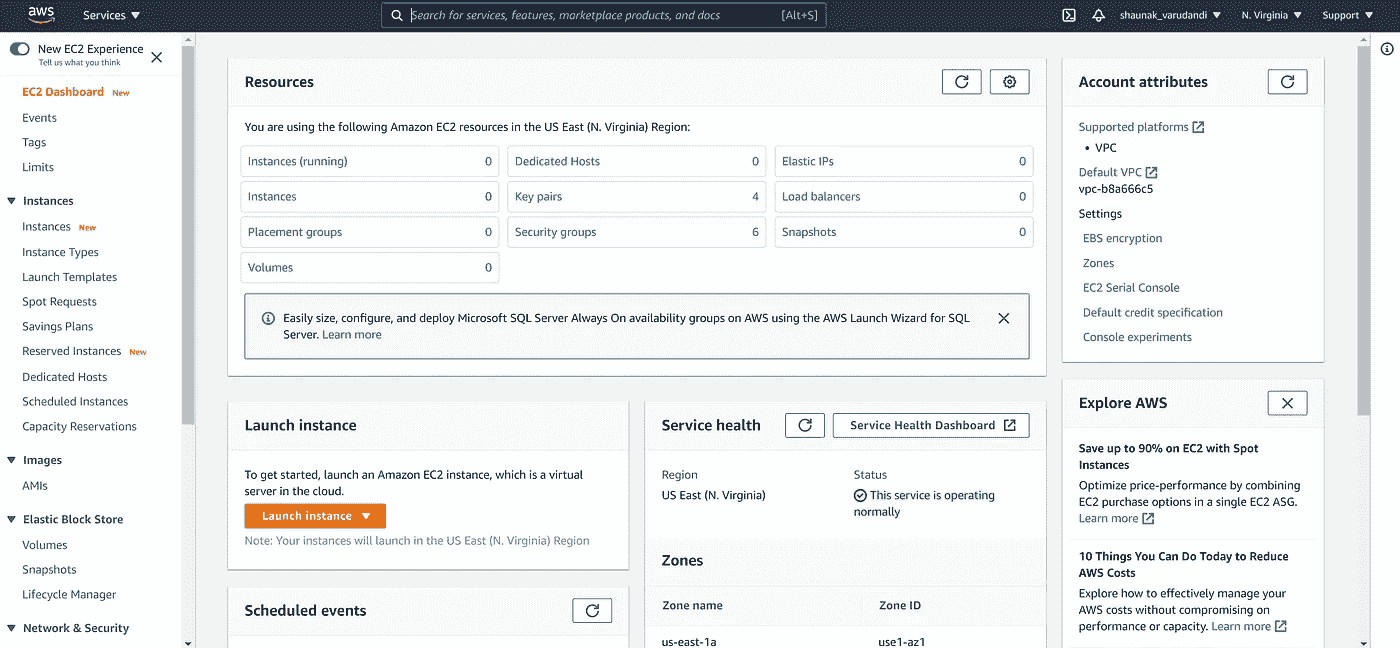 aws
Services
Search for services, features, marketplace products, and docs [Alt+S]
shaunak_varudandi
N. Virginia
Support
New EC2 Experience
Tell us what you think
EC2 Dashboard New
Events
Tags
Limits
Instances
Instances New
Instance Types
Launch Templates
Spot Requests
Savings Plans
Reserved Instances New
Dedicated Hosts
Scheduled Instances
Capacity Reservations
Images
AMIs
Elastic Block Store
Volumes
Snapshots
Lifecycle Manager
Network & Security
Resources
You are using the following Amazon EC2 resources in the US East (N. Virginia) Region:
Instances (running) 0
Dedicated Hosts 0
Elastic IPs 0
Instances 0
Key pairs 4
Load balancers 0
Placement groups 0
Security groups 6
Snapshots 0
Volumes 0
Easily size, configure, and deploy Microsoft SQL Server Always On availability groups on AWS using the AWS Launch Wizard for SQL
Server. Learn more
Launch instance
To get started, launch an Amazon EC2 instance, which is a virtual
server in the cloud.
Launch instance
Note: Your instances will launch in the US East (N. Virginia) Region
Scheduled events
Service health
Service Health Dashboard
Region
US East (N. Virginia)
Status
This service is operating
normally
Zones
Zone name Zone ID
us-east-1a use1-az1
Account attributes
Supported platforms
• VPC
Default VPC
vpc-b8a666c5
Settings
EBS encryption
Zones
EC2 Serial Console
Default credit specification
Console experiments
Explore AWS
Save up to 90% on EC2 with Spot
Instances
Optimize price-performance by combining
EC2 purchase options in a single EC2 ASG.
Learn more
10 Things You Can Do Today to Reduce
AWS Costs
Explore how to effectively manage your
AWS costs without compromising on
performance or capacity. Learn more